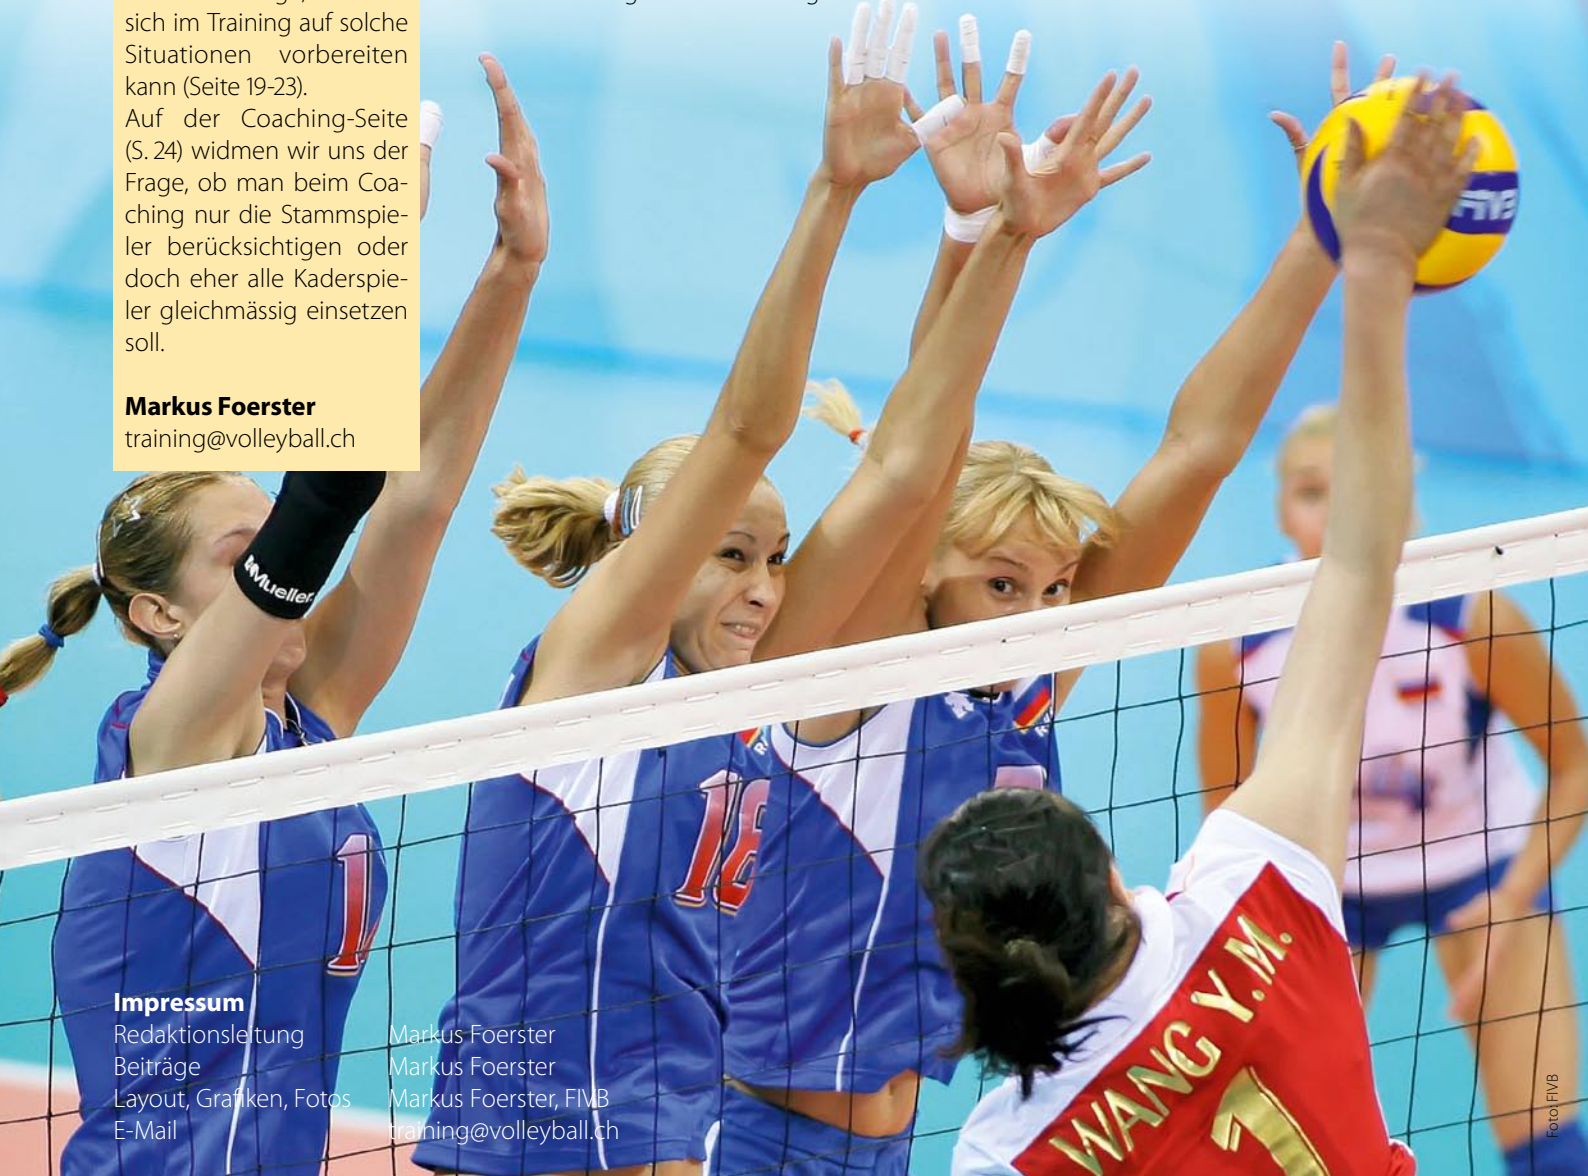 sich im Training auf solche
Situationen vorbereiten
kann (Seite 19-23).
Auf der Coaching-Seite
(S. 24) widmen wir uns der
Frage, ob man beim Coa-
ching nur die Stammspie-
ler berücksichtigen oder
doch eher alle Kaderspie-
ler gleichmässig einsetzen
soll.
Markus Foerster
training@volleyball.ch
Mueller
18
WANG Y.M.
1
Impressum
Redaktionsleitung Markus Foerster
Beiträge Markus Foerster
Layout, Grafiken, Fotos Markus Foerster, FIVB
E-Mail training@volleyball.ch
Foto: FIVB